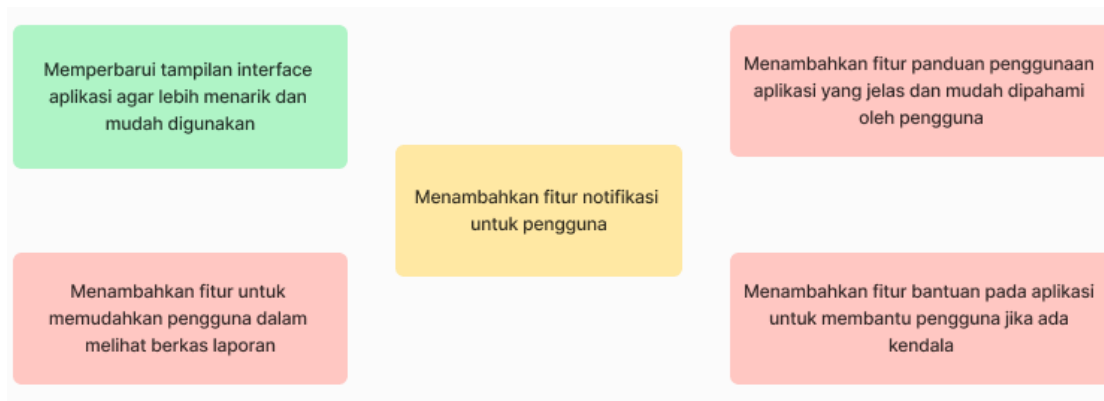 Memperbarui tampilan interface
aplikasi agar lebih menarik dan
mudah digunakan
Menambahkan fitur panduan penggunaan
aplikasi yang jelas dan mudah dipahami
oleh pengguna
Menambahkan fitur notifikasi
untuk pengguna
Menambahkan fitur untuk
memudahkan pengguna dalam
melihat berkas laporan
Menambahkan fitur bantuan pada aplikasi
untuk membantu pengguna jika ada
kendala